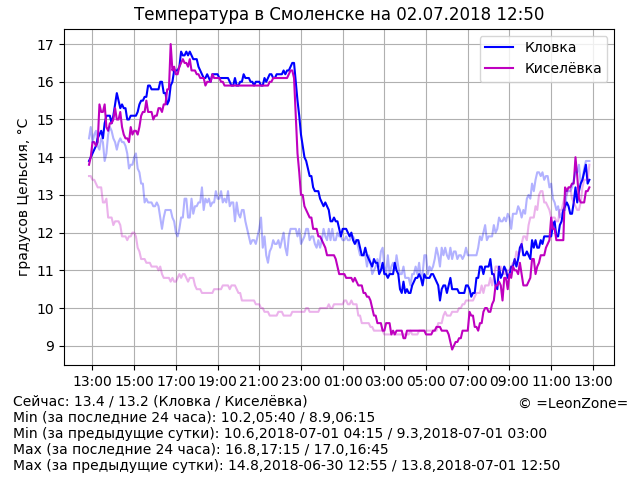 Температура в Смоленске на 02.07.2018 12:50
Кловка
Киселёвка
градусов Цельсия, °C
17
16
15
14
13
12
11
10
9
13:00 15:00 17:00 19:00 21:00 23:00 01:00 03:00 05:00 07:00 09:00 11:00 13:00
Сейчас: 13.4 / 13.2 (Кловка / Киселёвка)
© =LeonZone=
Min (за последние 24 часа): 10.2,05:40 / 8.9,06:15
Min (за предыдущие сутки): 10.6,2018-07-01 04:15 / 9.3,2018-07-01 03:00
Max (за последние 24 часа): 16.8,17:15 / 17.0,16:45
Max (за предыдущие сутки): 14.8,2018-06-30 12:55 / 13.8,2018-07-01 12:50